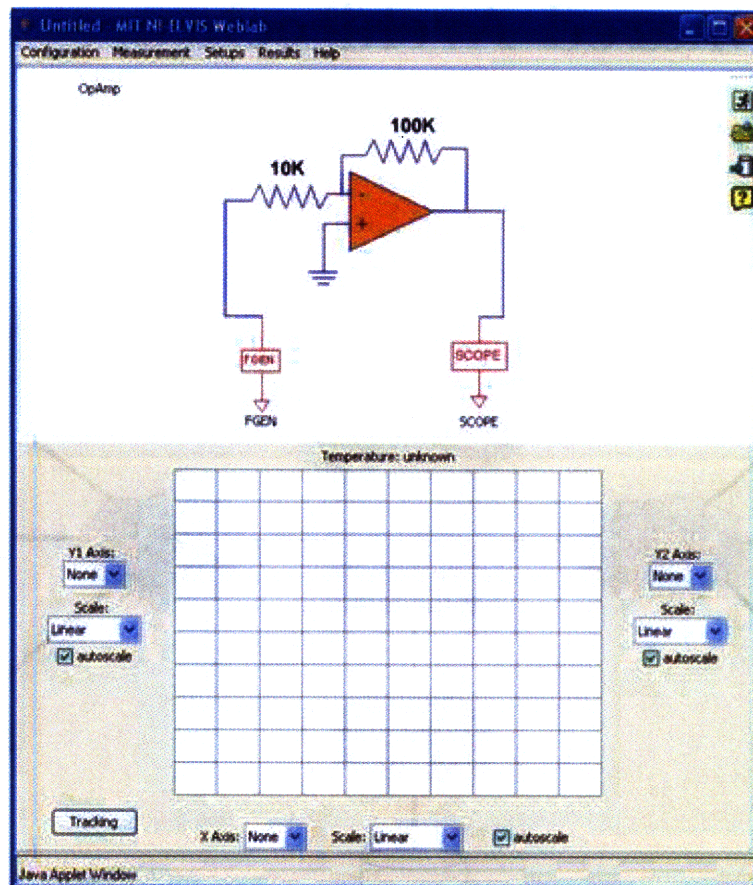 Untitled - MIT NI ELVIS Weblab
Configuration Measurement Setups Results Help
OpAmp
100K
10K
-
+
FGEN
SCOPE
FGEN
SCOPE
Temperature: unknown
Y1 Axis:
None
Scale:
Linear
autoscale
Y2 Axis:
None
Scale:
Linear
autoscale
Tracking
X Axis: None Scale: Linear autoscale
Java Applet Window